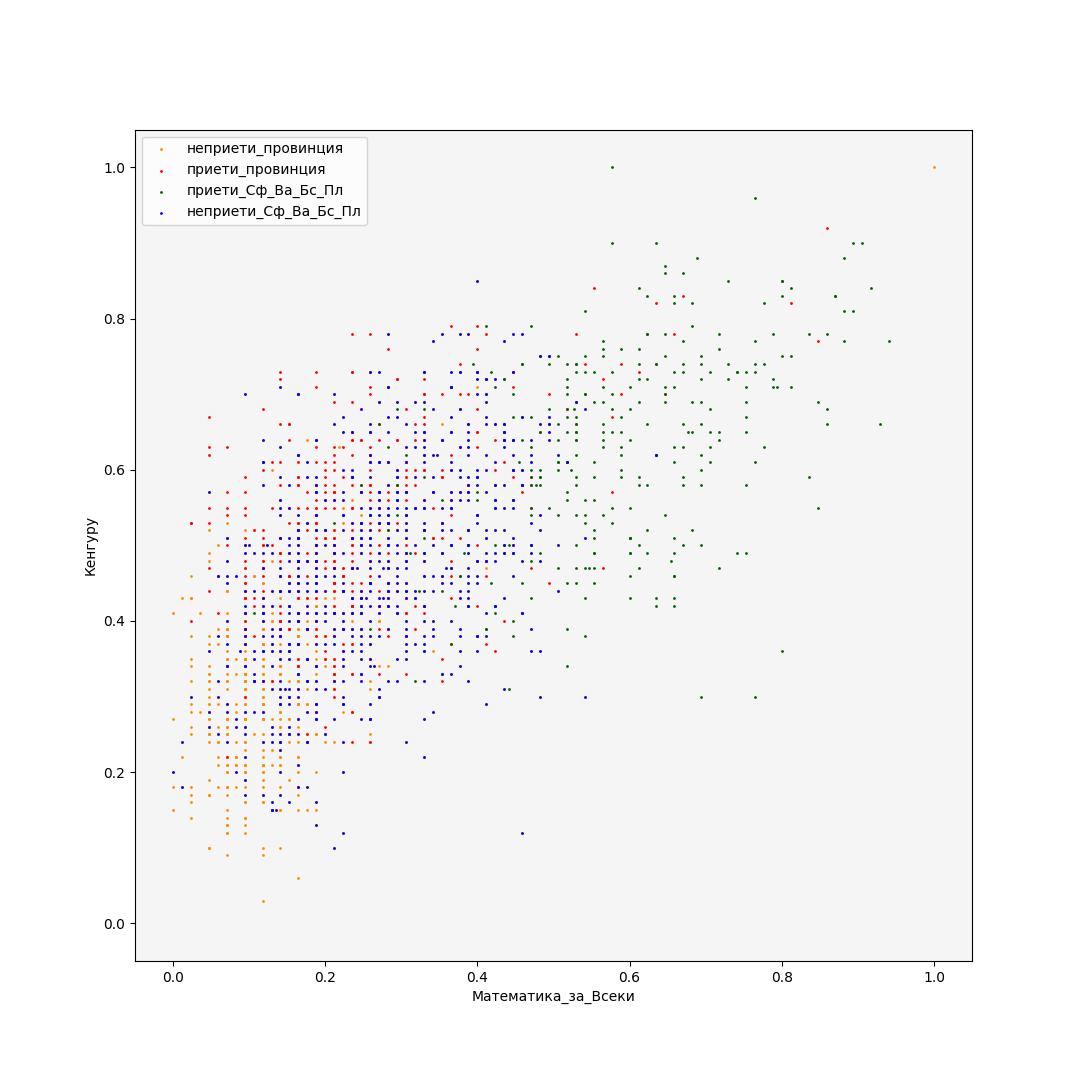 неприети_провинция
приети_провинция
приети_Сф_Ва_Бс_Пл
неприети_Сф_Ва_Бс_Пл
1.0
0.8
0.6
0.4
0.2
0.0
Кенгуру
0.0 0.2 0.4 0.6 0.8 1.0
Математика_за_Всеки